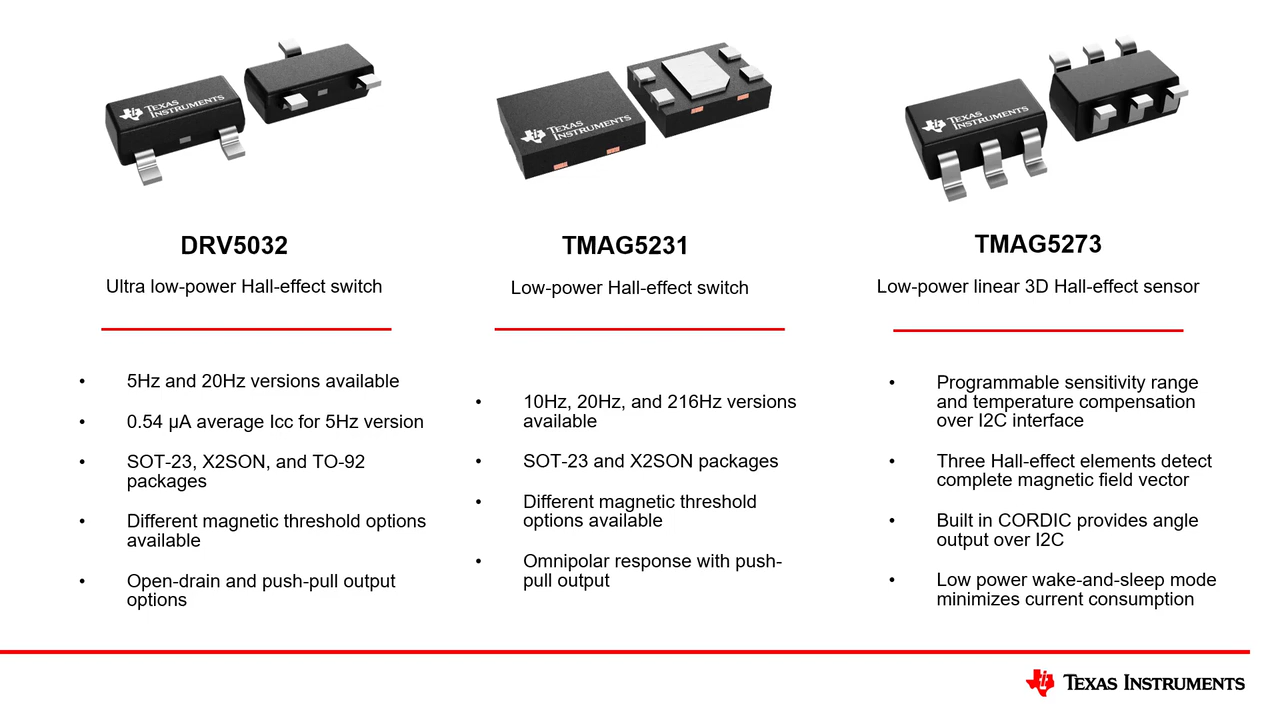 TEXAS
INSTRUMENTS
TEXAS
INSTRUMENTS
TEXAS
INSTRUMENTS
DRV5032
Ultra low-power Hall-effect switch
• 5Hz and 20Hz versions available
• 0.54 µA average Icc for 5Hz version
• SOT-23, X2SON, and TO-92
packages
• Different magnetic threshold options
available
• Open-drain and push-pull output
options
TMAG5231
Low-power Hall-effect switch
• 10Hz, 20Hz, and 216Hz versions
available
• SOT-23 and X2SON packages
• Different magnetic threshold
options available
• Omnipolar response with push-
pull output
TMAG5273
Low-power linear 3D Hall-effect sensor
• Programmable sensitivity range
and temperature compensation
over I2C interface
• Three Hall-effect elements detect
complete magnetic field vector
• Built in CORDIC provides angle
output over I2C
• Low power wake-and-sleep mode
minimizes current consumption
TEXAS INSTRUMENTS